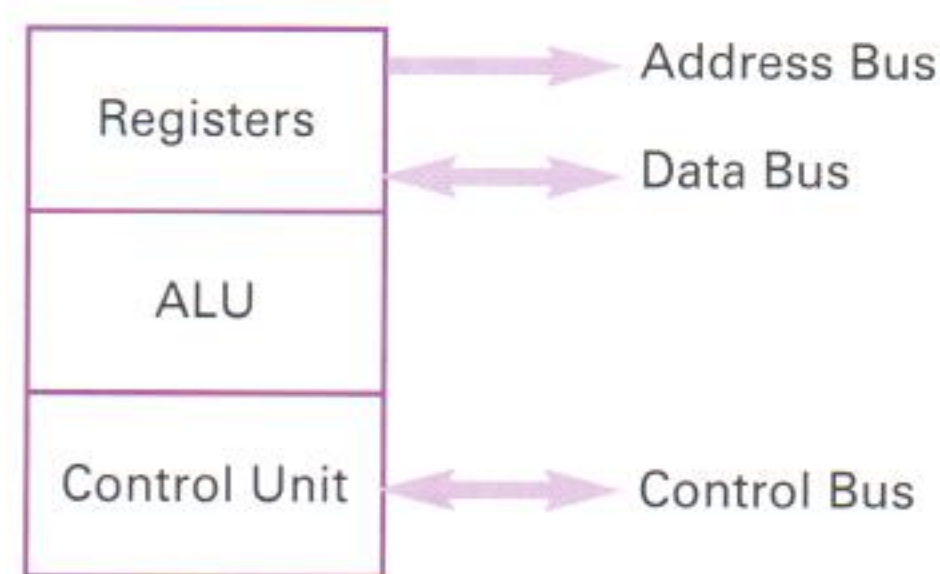 Registers
Address Bus
Data Bus
ALU
Control Unit
Control Bus